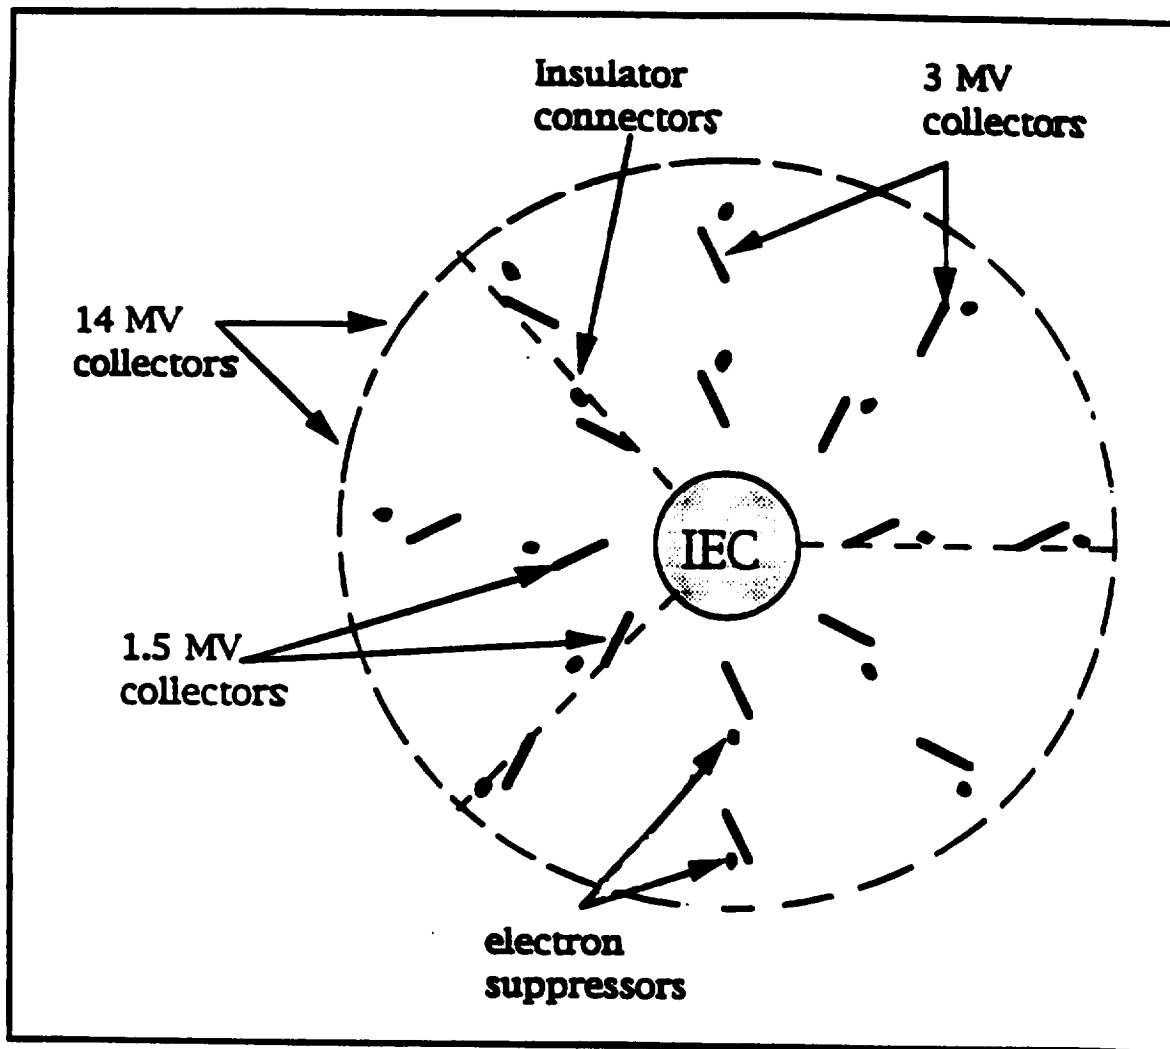 Insulator
connectors
3 MV
collectors
14 MV
collectors
IEC
1.5 MV
collectors
electron
suppressors